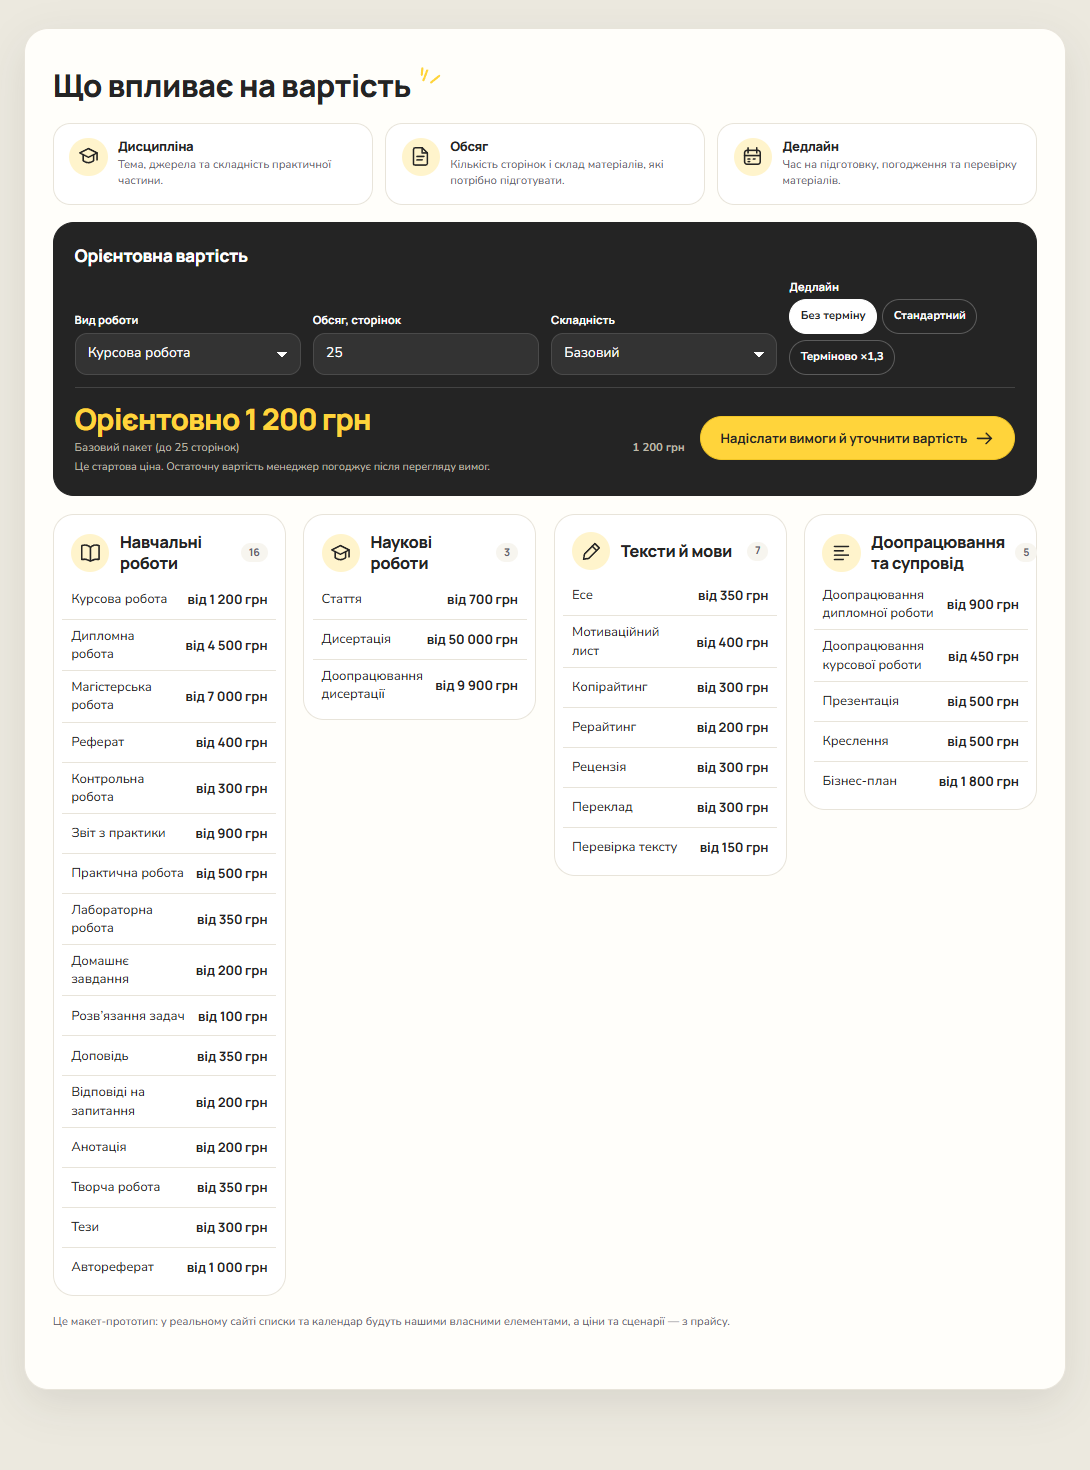 Що впливає на вартість
Дисципліна
Тема, джерела та складність практичної
частини.
Обсяг
Кількість сторінок і склад матеріалів, які
потрібно підготувати.
Дедлайн
Час на підготовку, погодження та перевірку
матеріалів.
Орієнтовна вартість
Вид роботи
Курсова робота
Обсяг, сторінок
25
Складність
Базовий
Дедлайн
Без терміну
Стандартний
Терміново ×1,3
Орієнтовно 1 200 грн
Базовий пакет (до 25 сторінок)
1 200 грн
Це стартова ціна. Остаточну вартість менеджер погоджує після перегляду вимог.
Надіслати вимоги й уточнити вартість
Навчальні
роботи
16
Курсова робота від 1 200 грн
Дипломна
робота
від 4 500 грн
Магістерська
робота
від 7 000 грн
Реферат від 400 грн
Контрольна
робота
від 300 грн
Звіт з практики від 900 грн
Практична робота від 500 грн
Лабораторна
робота
від 350 грн
Домашнє
завдання
від 200 грн
Розв’язання задач від 100 грн
Доповідь від 350 грн
Відповіді на
запитання
від 200 грн
Анотація від 200 грн
Творча робота від 350 грн
Тези від 300 грн
Автореферат від 1 000 грн
Наукові
роботи
3
Стаття від 700 грн
Дисертація від 50 000 грн
Доопрацювання
дисертації
від 9 900 грн
Тексти й мови 7
Есе від 350 грн
Мотиваційний
лист
від 400 грн
Копірайтинг від 300 грн
Рерайтинг від 200 грн
Рецензія від 300 грн
Переклад від 300 грн
Перевірка тексту від 150 грн
Доопрацювання
та супровід
5
Доопрацювання
дипломної роботи
від 900 грн
Доопрацювання
курсової роботи
від 450 грн
Презентація від 500 грн
Креслення від 500 грн
Бізнес-план від 1 800 грн
Це макет-прототип: у реальному сайті списки та календар будуть нашими власними елементами, а ціни та сценарії — з прайсу.